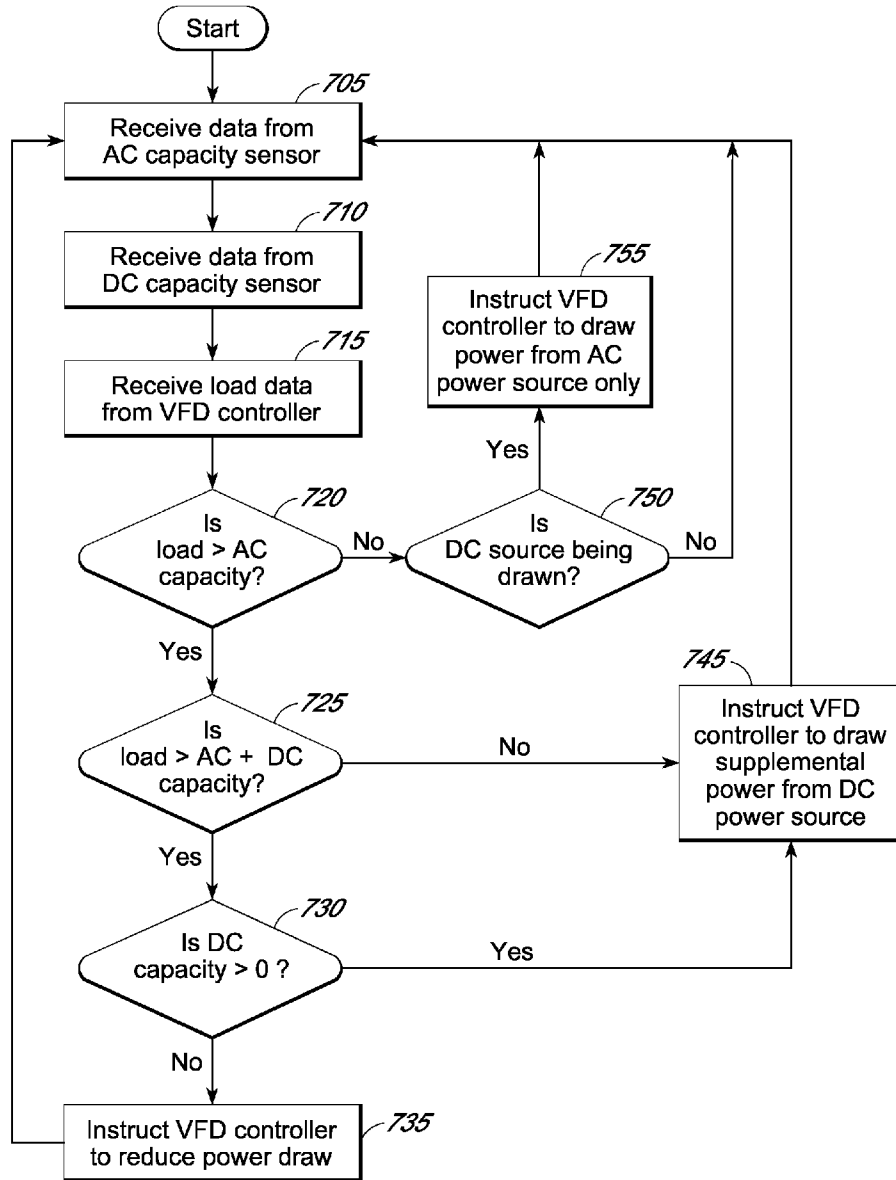 Start
705
Receive data from
AC capacity sensor
710
Receive data from
DC capacity sensor
715
Receive load data
from VFD controller
755
Instruct VFD
controller to draw
power from AC
power source only
Yes
720
Is
load > AC
capacity?
No
750
Is
DC source being
drawn?
No
Yes
725
Is
load > AC + DC
capacity?
No
745
Instruct VFD
controller to draw
supplemental
power from DC
power source
Yes
730
Is DC
capacity > 0 ?
Yes
No
Instruct VFD controller
to reduce power draw
735